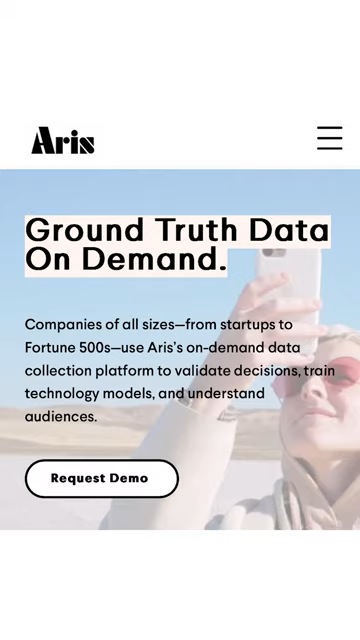 Aris
Ground Truth Data
On Demand.
Companies of all sizes—from startups to
Fortune 500s—use Aris's on-demand data
collection platform to validate decisions, train
technology models, and understand
audiences.
Request Demo